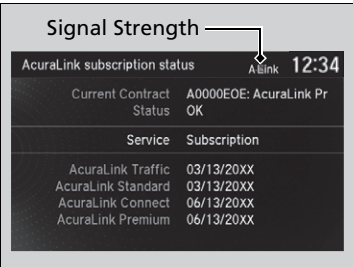 Signal Strength
AcuraLink subscription status A-Link 12:34
Current Contract A0000EOE: AcuraLink Pr
Status OK
Service Subscription
AcuraLink Traffic 03/13/20XX
AcuraLink Standard 03/13/20XX
AcuraLink Connect 06/13/20XX
AcuraLink Premium 06/13/20XX